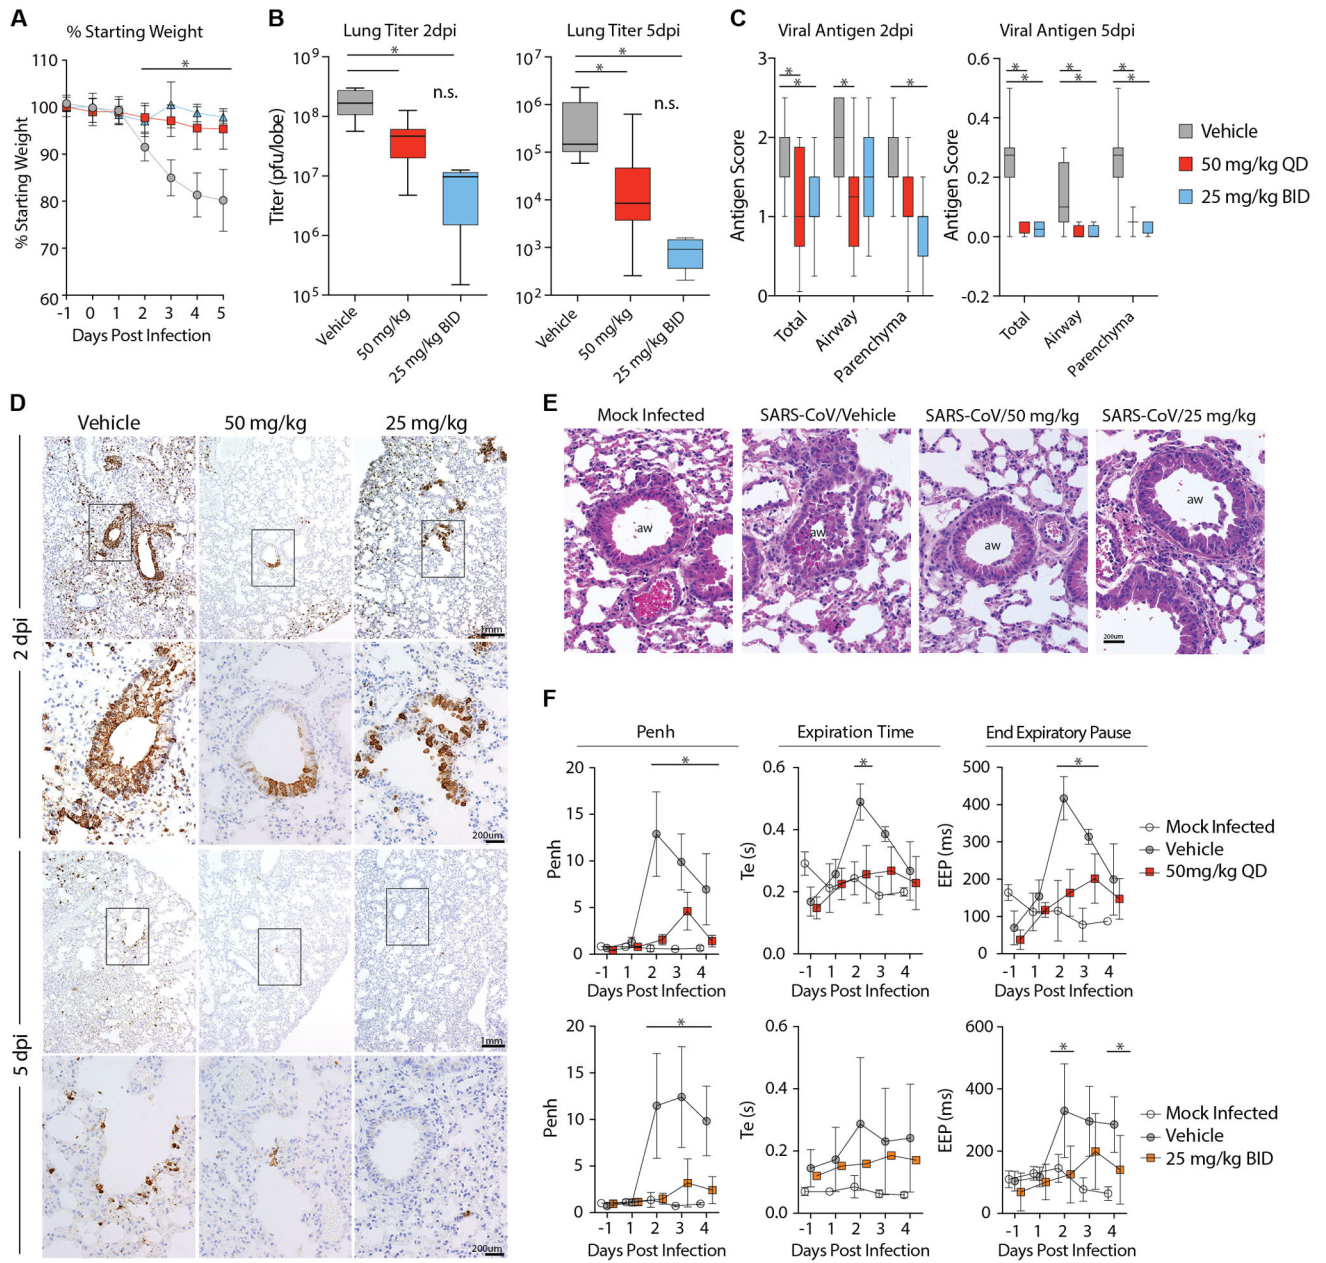 A
% Starting Weight
110
100
90
80
70
60
% Starting Weight
*
-1 0 1 2 3 4 5
Days Post Infection
B
Lung Titer 2dpi
10⁹
10⁸
10⁷
10⁶
10⁵
Titer (pfu/lobe)
*
n.s.
Vehicle
50 mg/kg
25 mg/kg BID
Lung Titer 5dpi
10⁷
10⁶
10⁵
10⁴
10³
10²
*
*
n.s.
Vehicle
50 mg/kg
25 mg/kg BID
C
Viral Antigen 2dpi
3
2
1
0
Antigen Score
* * * *
Total
Airway
Parenchyma
Viral Antigen 5dpi
0.6
0.4
0.2
0.0
-0.2
Antigen Score
* * *
* * *
Total
Airway
Parenchyma
Vehicle
50 mg/kg QD
25 mg/kg BID
D
Vehicle 50 mg/kg 25 mg/kg
2 dpi
1mm
200um
5 dpi
1mm
200um
E
Mock Infected SARS-CoV/Vehicle SARS-CoV/50 mg/kg SARS-CoV/25 mg/kg
aw aw aw aw
200um
F
Penh
20
15
10
5
0
Penh
*
-1 1 2 3 4
Days Post Infection
Expiration Time
0.6
0.4
0.2
0.0
Te (s)
*
-1 1 2 3 4
Days Post Infection
End Expiratory Pause
500
400
300
200
100
0
EEP (ms)
*
-1 1 2 3 4
Days Post Infection
Mock Infected
Vehicle
50mg/kg QD
20
15
10
5
0
Penh
*
-1 1 2 3 4
Days Post Infection
0.6
0.4
0.2
0.0
Te (s)
-1 1 2 3 4
Days Post Infection
600
400
200
0
EEP (ms)
* *
-1 1 2 3 4
Days Post Infection
Mock Infected
Vehicle
25 mg/kg BID